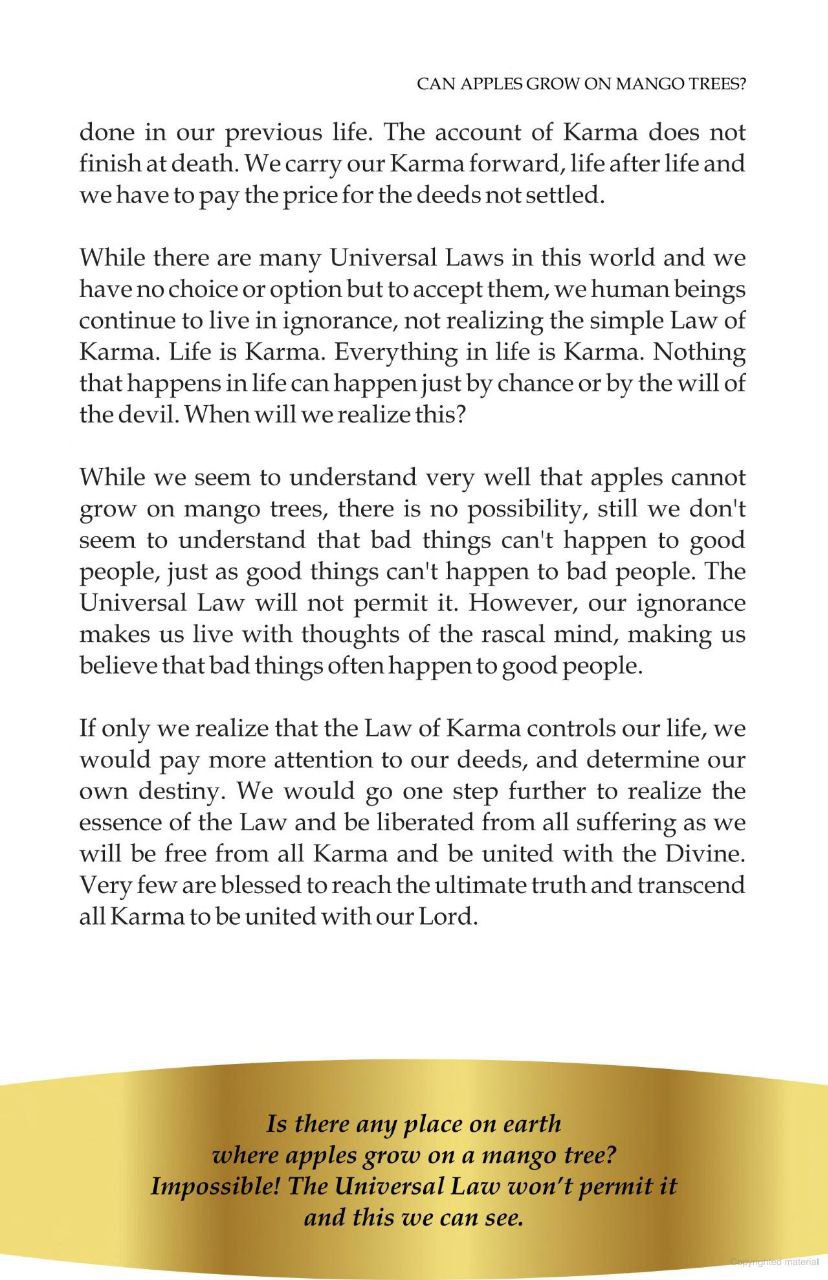 CAN APPLES GROW ON MANGO TREES?
done in our previous life. The account of Karma does not
finish at death. We carry our Karma forward, life after life and
we have to pay the price for the deeds not settled.
While there are many Universal Laws in this world and we
have no choice or option but to accept them, we human beings
continue to live in ignorance, not realizing the simple Law of
Karma. Life is Karma. Everything in life is Karma. Nothing
that happens in life can happen just by chance or by the will of
the devil. When will we realize this?
While we seem to understand very well that apples cannot
grow on mango trees, there is no possibility, still we don't
seem to understand that bad things can't happen to good
people, just as good things can't happen to bad people. The
Universal Law will not permit it. However, our ignorance
makes us live with thoughts of the rascal mind, making us
believe that bad things often happen to good people.
If only we realize that the Law of Karma controls our life, we
would pay more attention to our deeds, and determine our
own destiny. We would go one step further to realize the
essence of the Law and be liberated from all suffering as we
will be free from all Karma and be united with the Divine.
Very few are blessed to reach the ultimate truth and transcend
all Karma to be united with our Lord.
Is there any place on earth
where apples grow on a mango tree?
Impossible! The Universal Law won't permit it
and this we can see.
Copyrighted material